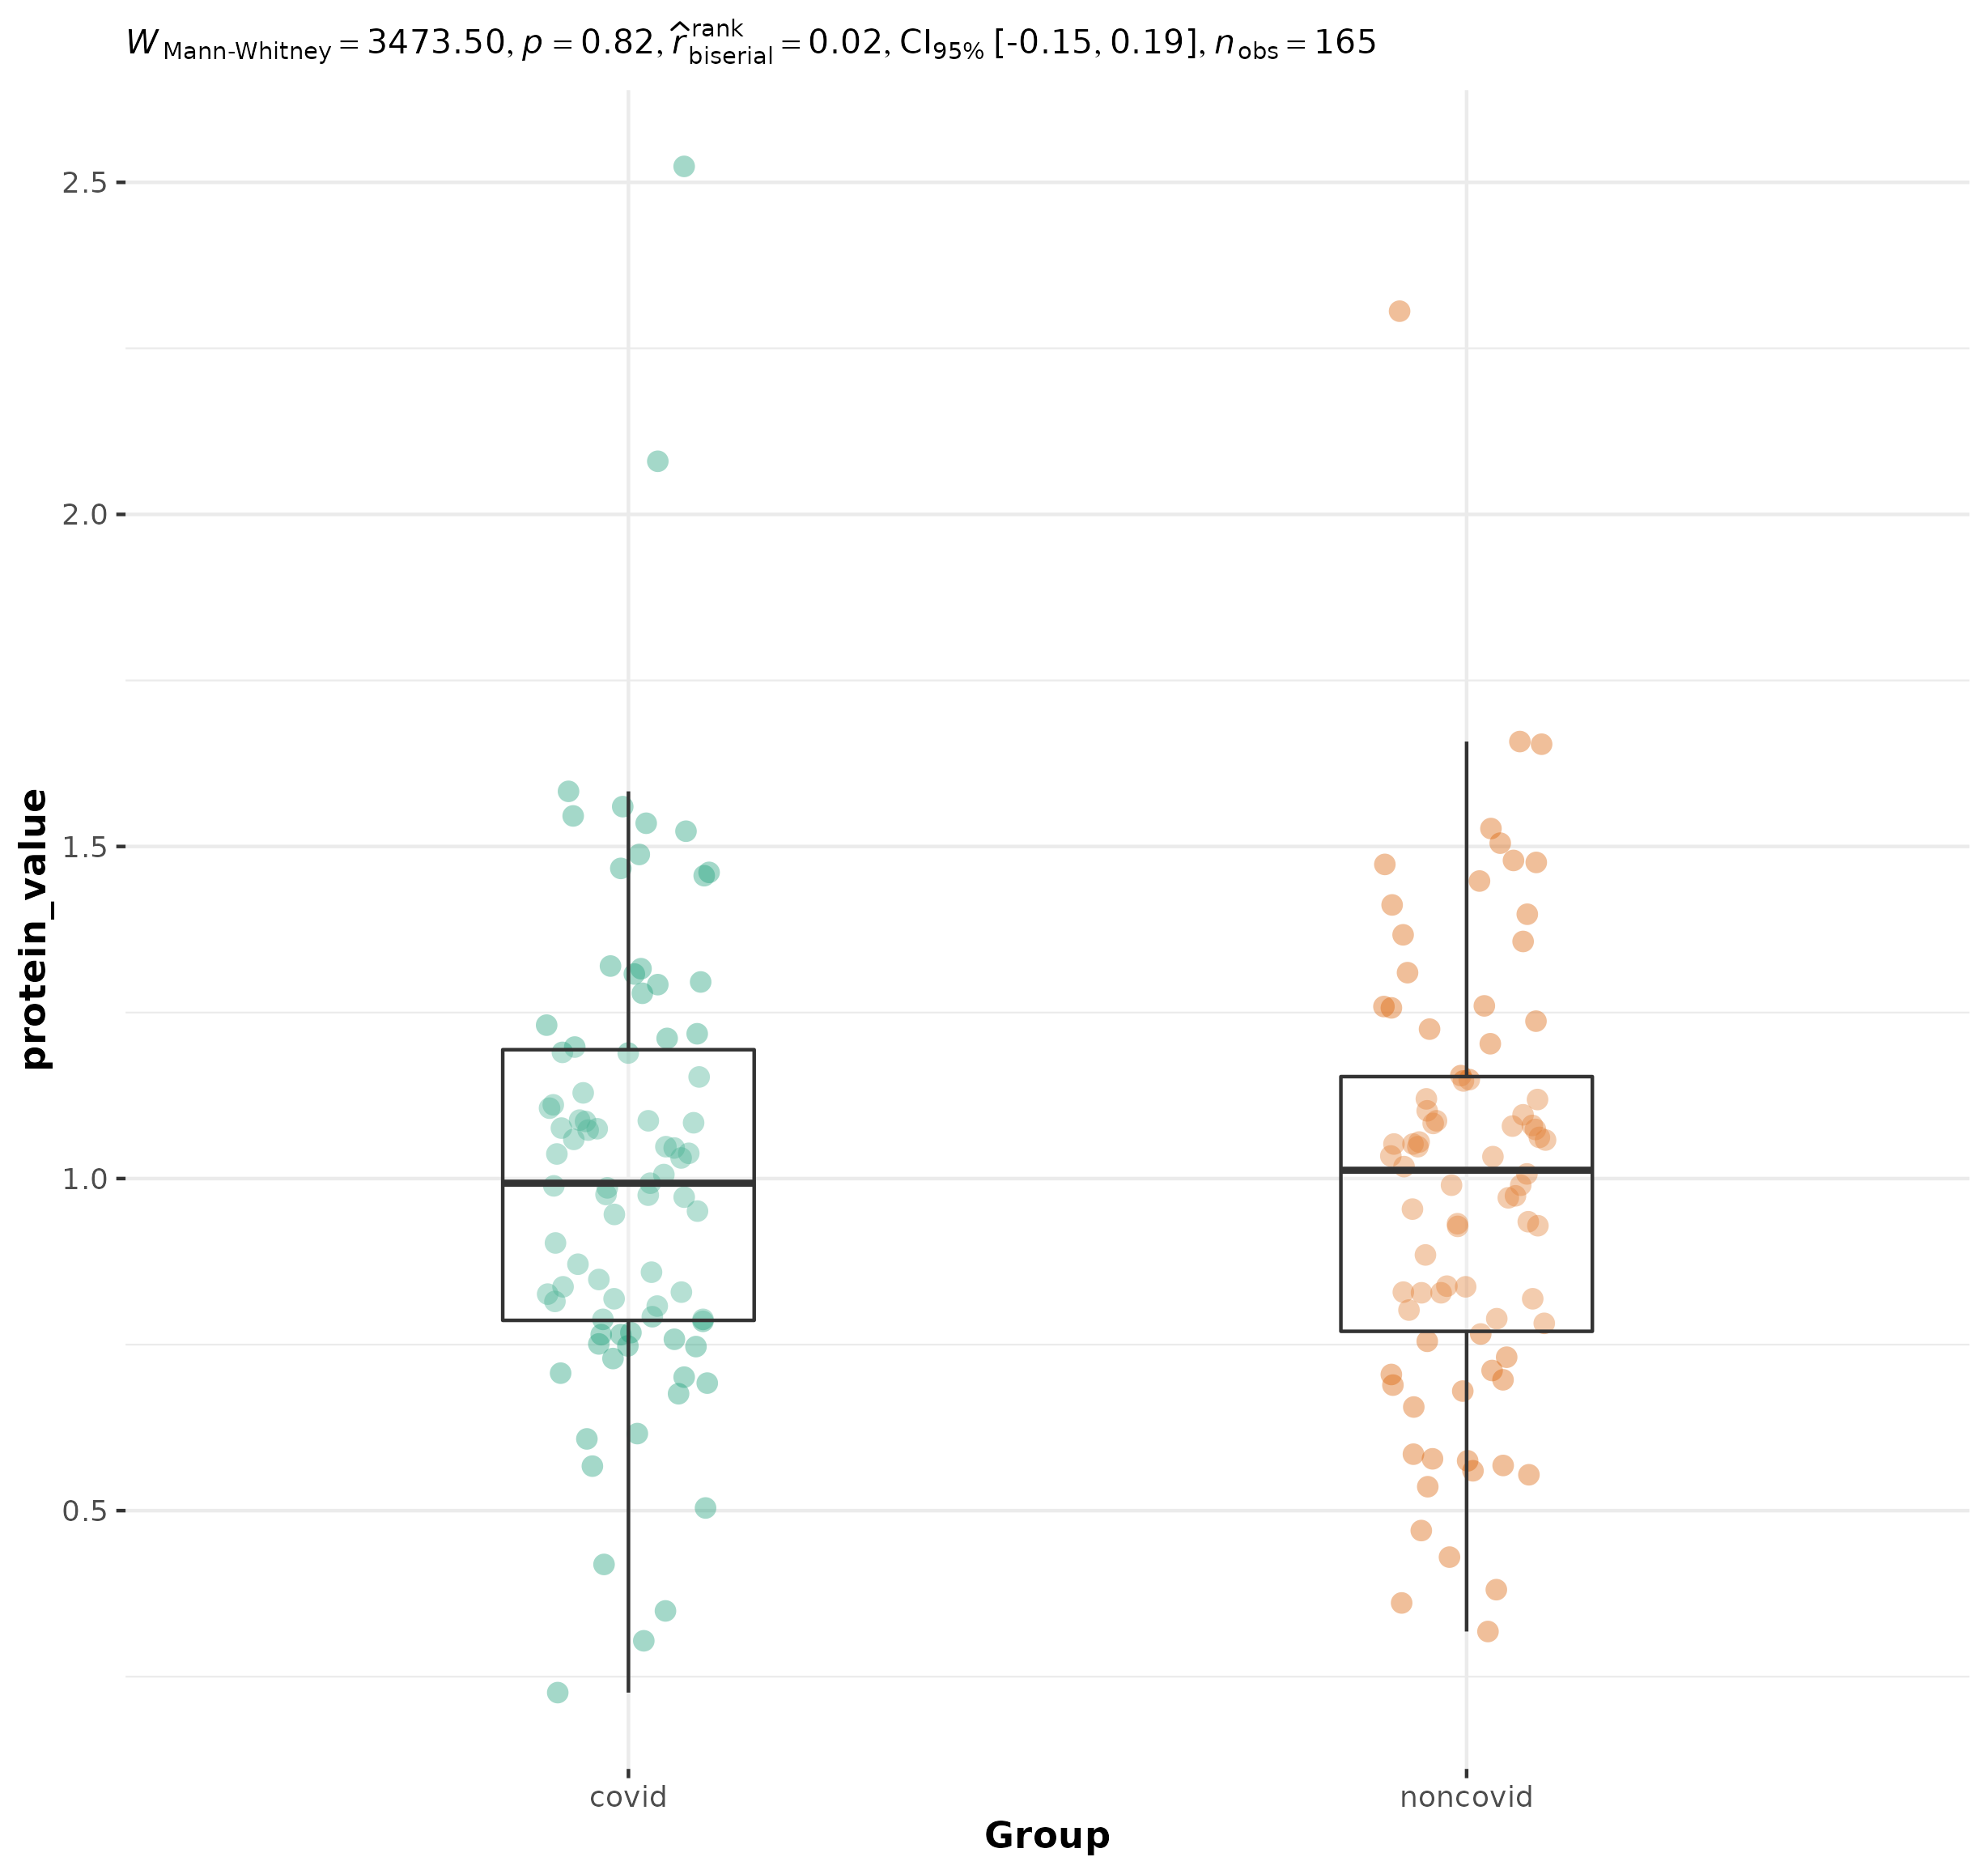 W Mann-Whitney = 3473.50, p = 0.82, r̂ rank biserial = 0.02, CI95% [-0.15, 0.19], n obs = 165
2.5
2.0
1.5
1.0
0.5
protein_value
covid noncovid
Group